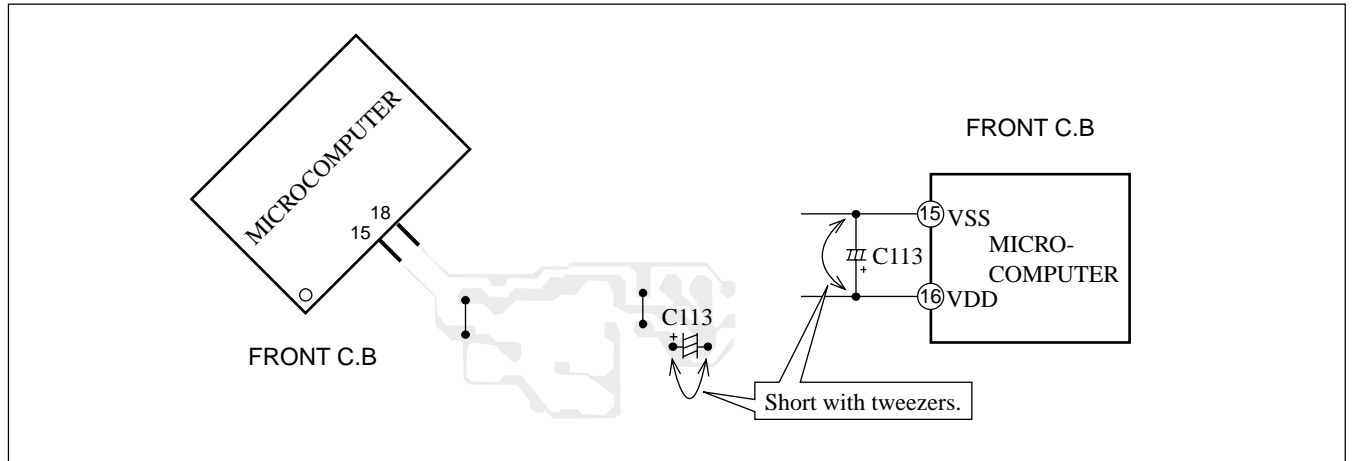 MICROCOMPUTER
18
15
FRONT C.B
C113
+
Short with tweezers.
FRONT C.B
15 VSS
C113
+
16 VDD
MICRO-
COMPUTER